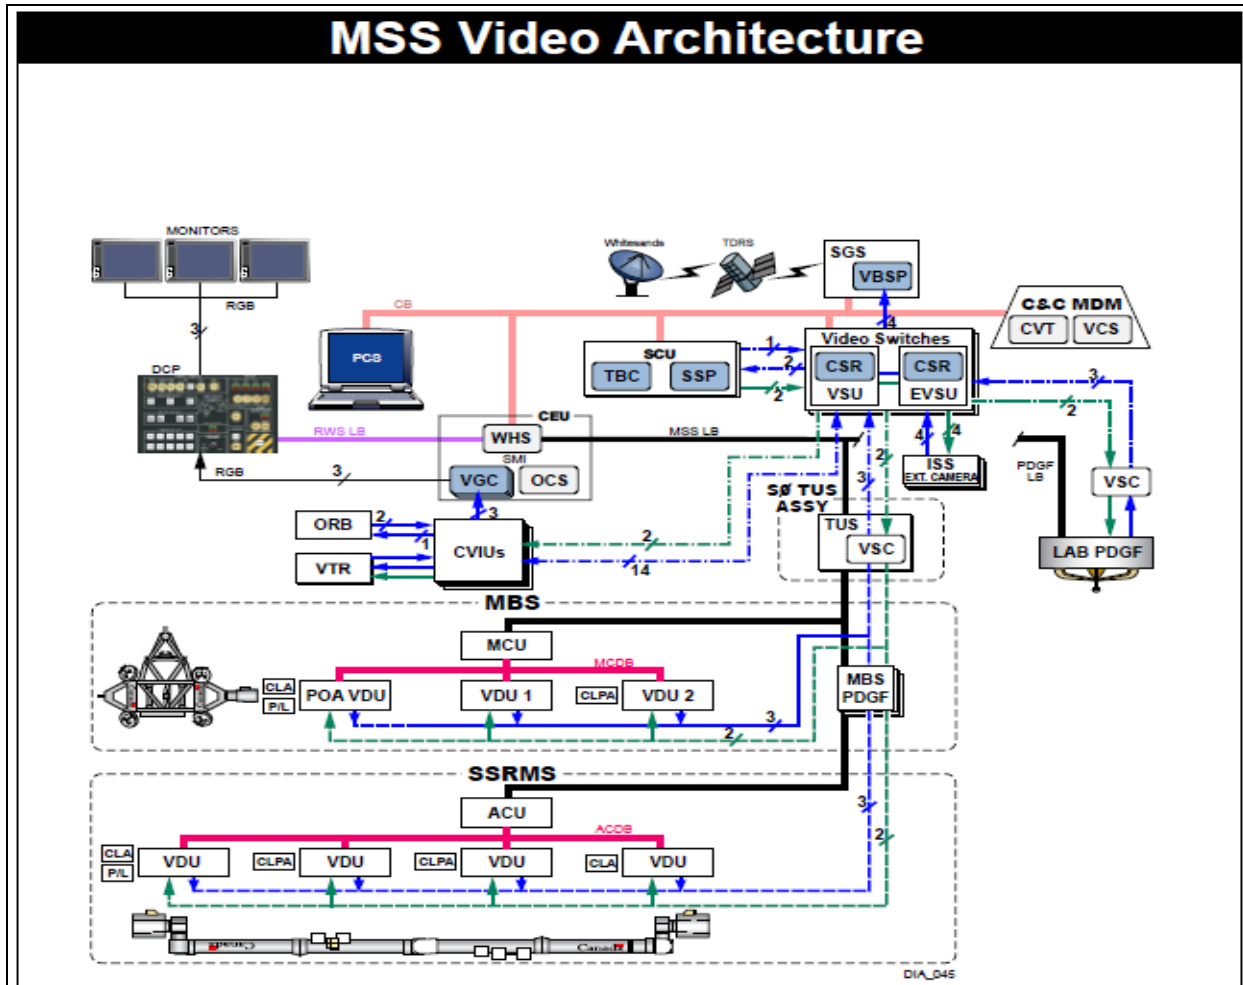 MSS Video Architecture
MONITORS
RGB
3
DCP
CB
PCS
Whitesands
TDRS
SGS
VBSP
4
C&C MDM
CVT
VCS
SCU
TBC
SSP
1
2
2
Video Switches
CSR
CSR
VSU
EVSU
3
2
CEU
WHS
SMI
VGC
OCS
RWS LB
MSS LB
RGB
3
3
4
4
ISS
EXT. CAMERA
PDGF
LB
VSC
LAB PDGF
2
3
SØ TUS
ASSY
TUS
VSC
ORB
2
1
VTR
CVIUs
2
14
MBS
MCU
MCDB
CLA
P/L
POA VDU
VDU 1
CLPA
VDU 2
MBS
PDGF
3
2
SSRMS
ACU
ACDB
3
2
CLA
P/L
VDU
CLPA
VDU
CLPA
VDU
CLA
VDU
Canada
Canada
DIA_045